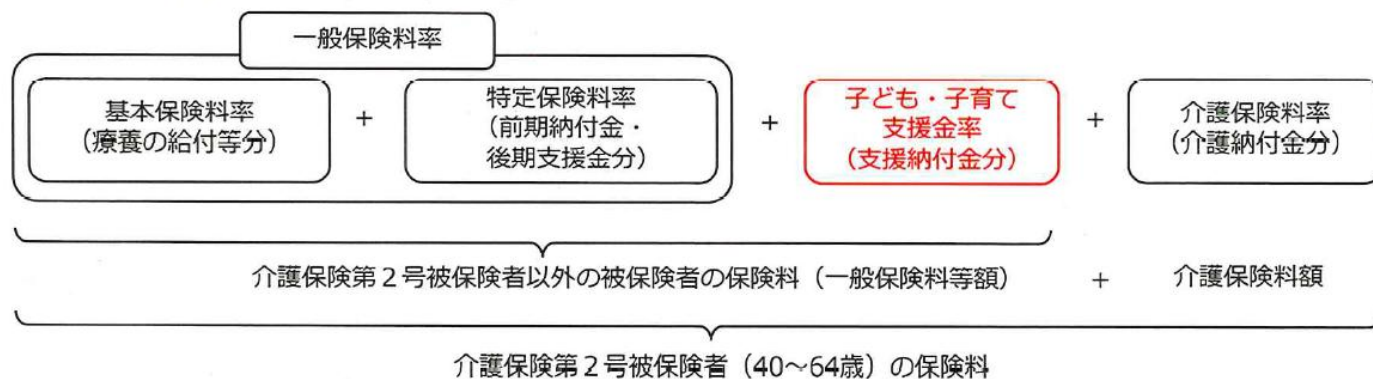 一般保険料率
基本保険料率
(療養の給付等分)
+
特定保険料率
(前期納付金・
後期支援金分)
+
子ども・子育て
支援金率
(支援納付金分)
+
介護保険料率
(介護納付金分)
介護保険第2号被保険者以外の被保険者の保険料(一般保険料等額) + 介護保険料額
介護保険第2号被保険者(40~64歳)の保険料